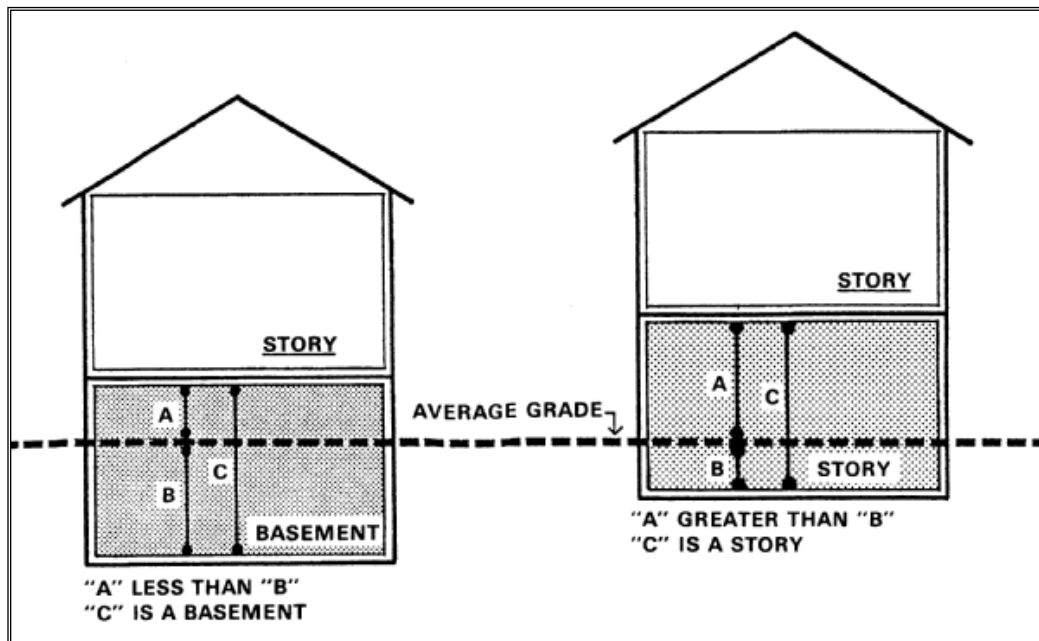 STORY
A
C
B
BASEMENT
"A" LESS THAN "B"
"C" IS A BASEMENT
AVERAGE GRADE
STORY
A
C
B
STORY
"A" GREATER THAN "B"
"C" IS A STORY